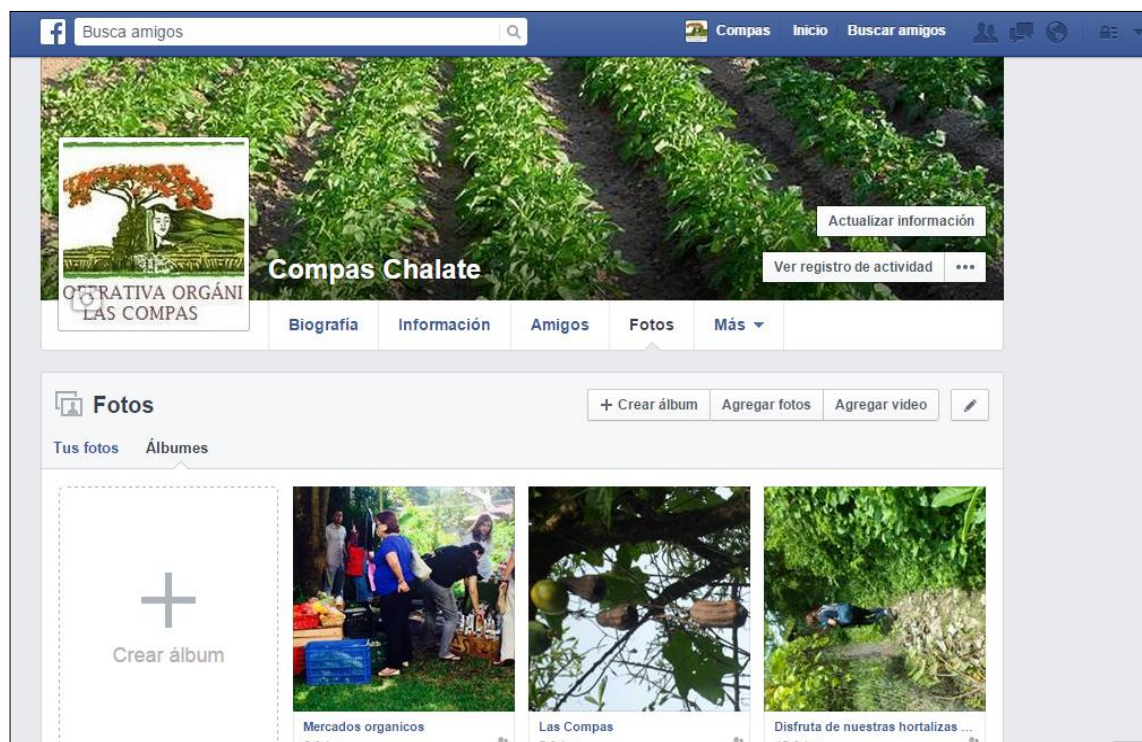 Busca amigos
Compas Inicio Buscar amigos
Actualizar información
Compas Chalate
Ver registro de actividad •••
OPERATIVA ORGÁNI
LAS COMPAS
Biografía Información Amigos Fotos Más
Fotos
+ Crear álbum Agregar fotos Agregar video
Tus fotos Álbumes
Crear álbum
Mercados organicos Las Compas Disfruta de nuestras hortalizas ...